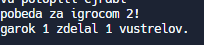 pobeda za igrocom 2!
garok 1 zdelal 1 vustrelov.